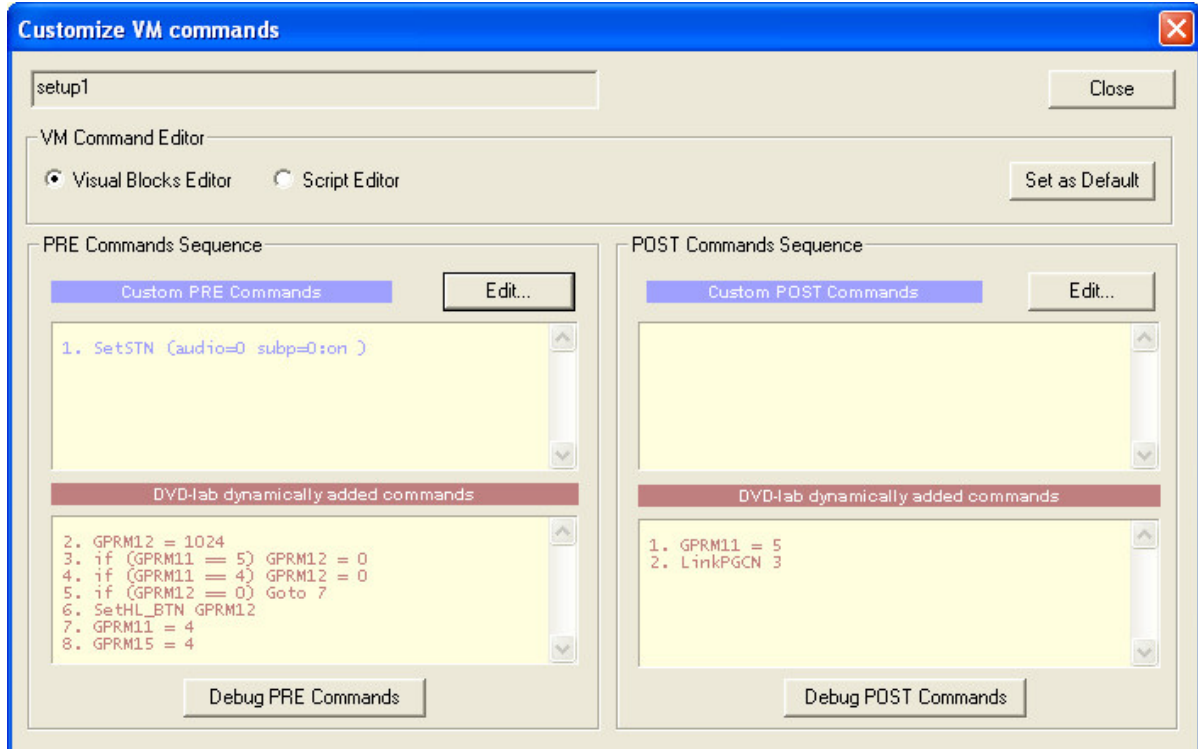 Customize VM commands
setup1
Close
VM Command Editor
Visual Blocks Editor
Script Editor
Set as Default
PRE Commands Sequence
Custom PRE Commands
Edit...
1. SetSTN (audio=0 subp=0:on )
DVD-lab dynamically added commands
2. GPRM12 = 1024
3. if (GPRM11 == 5) GPRM12 = 0
4. if (GPRM11 == 4) GPRM12 = 0
5. if (GPRM12 == 0) Goto 7
6. SetHL_BTN GPRM12
7. GPRM11 = 4
8. GPRM15 = 4
Debug PRE Commands
POST Commands Sequence
Custom POST Commands
Edit...
DVD-lab dynamically added commands
1. GPRM11 = 5
2. LinkPGCN 3
Debug POST Commands